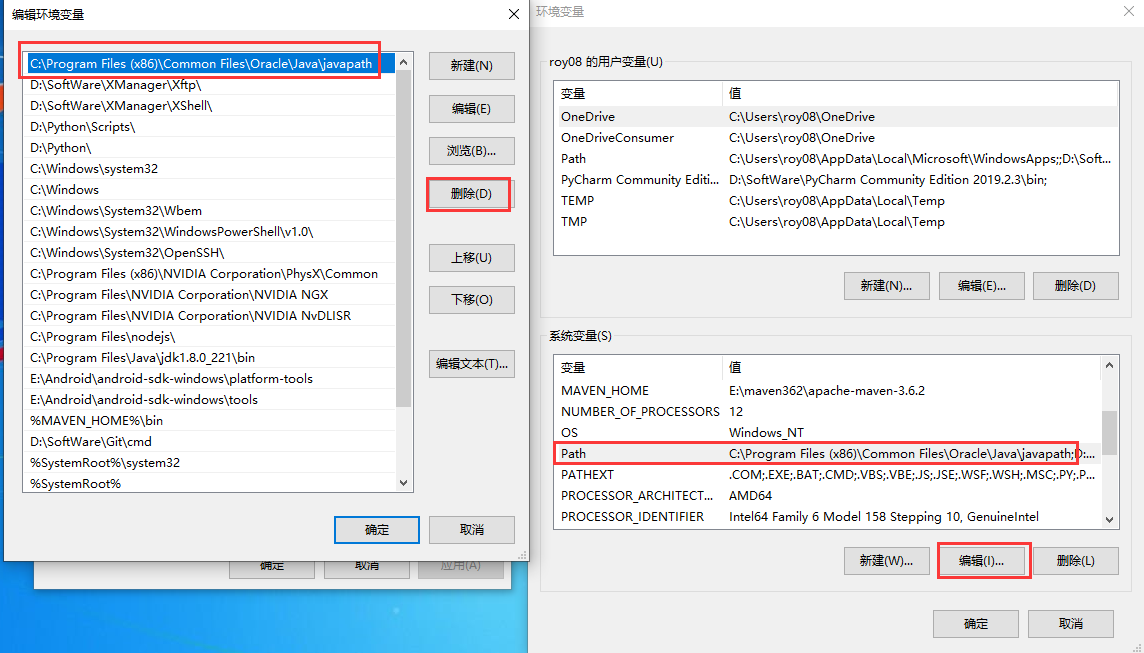 编辑环境变量
C:\Program Files (x86)\Common Files\Oracle\Java\javapath
D:\SoftWare\XManager\Xftp\
D:\SoftWare\XManager\XShell\
D:\Python\Scripts\
D:\Python\
C:\Windows\system32
C:\Windows
C:\Windows\System32\Wbem
C:\Windows\System32\WindowsPowerShell\v1.0\
C:\Windows\System32\OpenSSH\
C:\Program Files (x86)\NVIDIA Corporation\PhysX\Common
C:\Program Files\NVIDIA Corporation\NVIDIA NGX
C:\Program Files\NVIDIA Corporation\NVIDIA NvDLISR
C:\Program Files\nodejs\
C:\Program Files\Java\jdk1.8.0_221\bin
E:\Android\android-sdk-windows\platform-tools
E:\Android\android-sdk-windows\tools
%MAVEN_HOME%\bin
D:\SoftWare\Git\cmd
%SystemRoot%\system32
%SystemRoot%
新建(N)
编辑(E)
浏览(B)...
删除(D)
上移(U)
下移(O)
编辑文本(T)...
确定 取消
确定 取消 应用(A)
环境变量
roy08 的用户变量(U)
变量 值
OneDrive C:\Users\roy08\OneDrive
OneDriveConsumer C:\Users\roy08\OneDrive
Path C:\Users\roy08\AppData\Local\Microsoft\WindowsApps;;D:\Soft...
PyCharm Community Editi... D:\SoftWare\PyCharm Community Edition 2019.2.3\bin;
TEMP C:\Users\roy08\AppData\Local\Temp
TMP C:\Users\roy08\AppData\Local\Temp
新建(N)... 编辑(E)... 删除(D)
系统变量(S)
变量 值
MAVEN_HOME E:\maven362\apache-maven-3.6.2
NUMBER_OF_PROCESSORS 12
OS Windows_NT
Path C:\Program Files (x86)\Common Files\Oracle\Java\javapath;D:...
PATHEXT .COM;.EXE;.BAT;.CMD;.VBS;.VBE;.JS;.JSE;.WSF;.WSH;.MSC;.PY;.P...
PROCESSOR_ARCHITECT... AMD64
PROCESSOR_IDENTIFIER Intel64 Family 6 Model 158 Stepping 10, GenuineIntel
新建(W)... 编辑(I)... 删除(L)
确定 取消